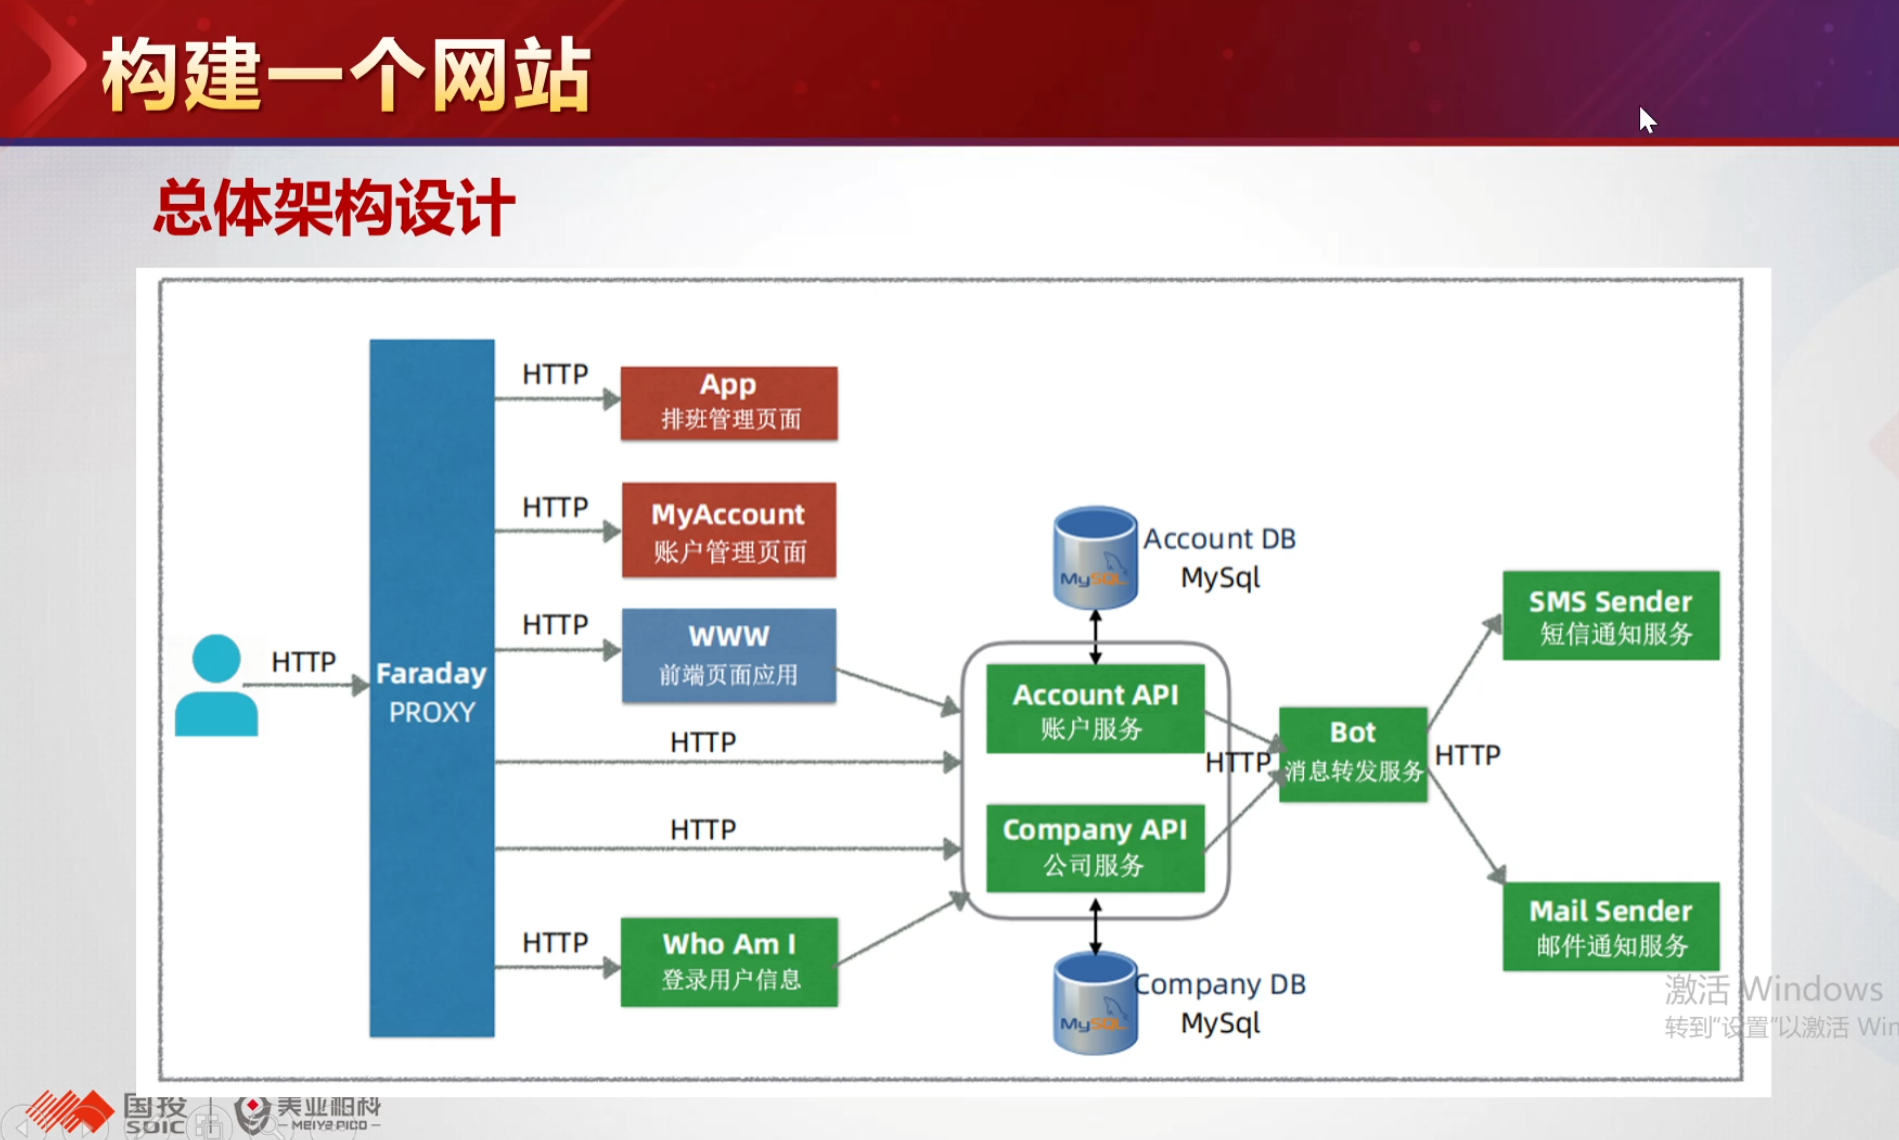 构建一个网站
总体架构设计
HTTP
Faraday
PROXY
HTTP
App
排班管理页面
HTTP
MyAccount
账户管理页面
HTTP
WWW
前端页面应用
HTTP
HTTP
HTTP
Who Am I
登录用户信息
MySQL
Account DB
MySql
Account API
账户服务
Company API
公司服务
MySQL
Company DB
MySql
HTTP
Bot
消息转发服务
HTTP
SMS Sender
短信通知服务
Mail Sender
邮件通知服务
激活 Windows
转到“设置”以激活 Win
国投
SDIC
美亚柏科
MEIYA PICO